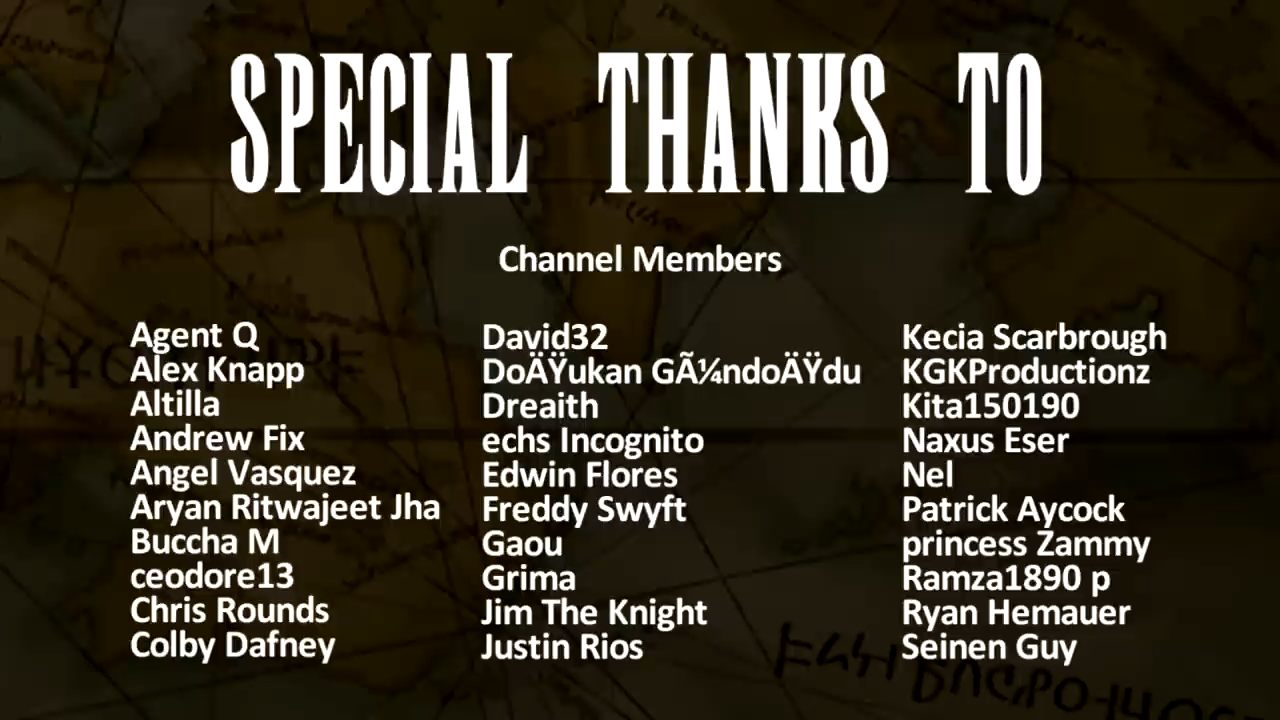 SPECIAL THANKS TO
Channel Members
Agent Q
Alex Knapp
Altilla
Andrew Fix
Angel Vasquez
Aryan Ritwajeet Jha
Buccha M
ceodore13
Chris Rounds
Colby Dafney
David32
DoÄŸukan GÃ¼ndoÄŸdu
Dreaith
echs Incognito
Edwin Flores
Freddy Swyft
Gaou
Grima
Jim The Knight
Justin Rios
Kecia Scarbrough
KGKProductionz
Kita150190
Naxus Eser
Nel
Patrick Aycock
princess Zammy
Ramza1890 p
Ryan Hemauer
Seinen Guy